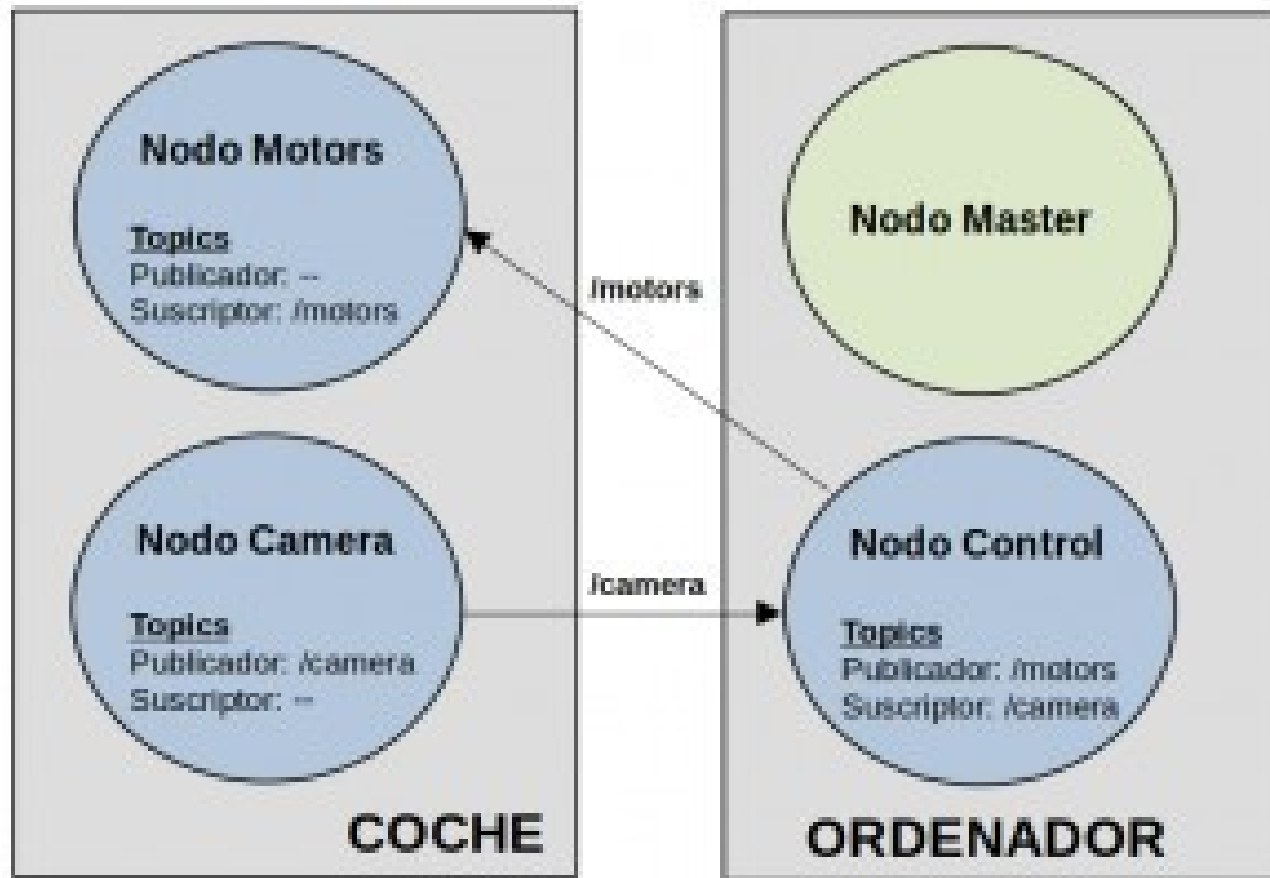 Nodo Motors
Topics
Publicador: --
Suscriptor: /motors
Nodo Camera
Topics
Publicador: /camera
Suscriptor: --
COCHE
/motors
/camera
Nodo Master
Nodo Control
Topics
Publicador: /motors
Suscriptor: /camera
ORDENADOR